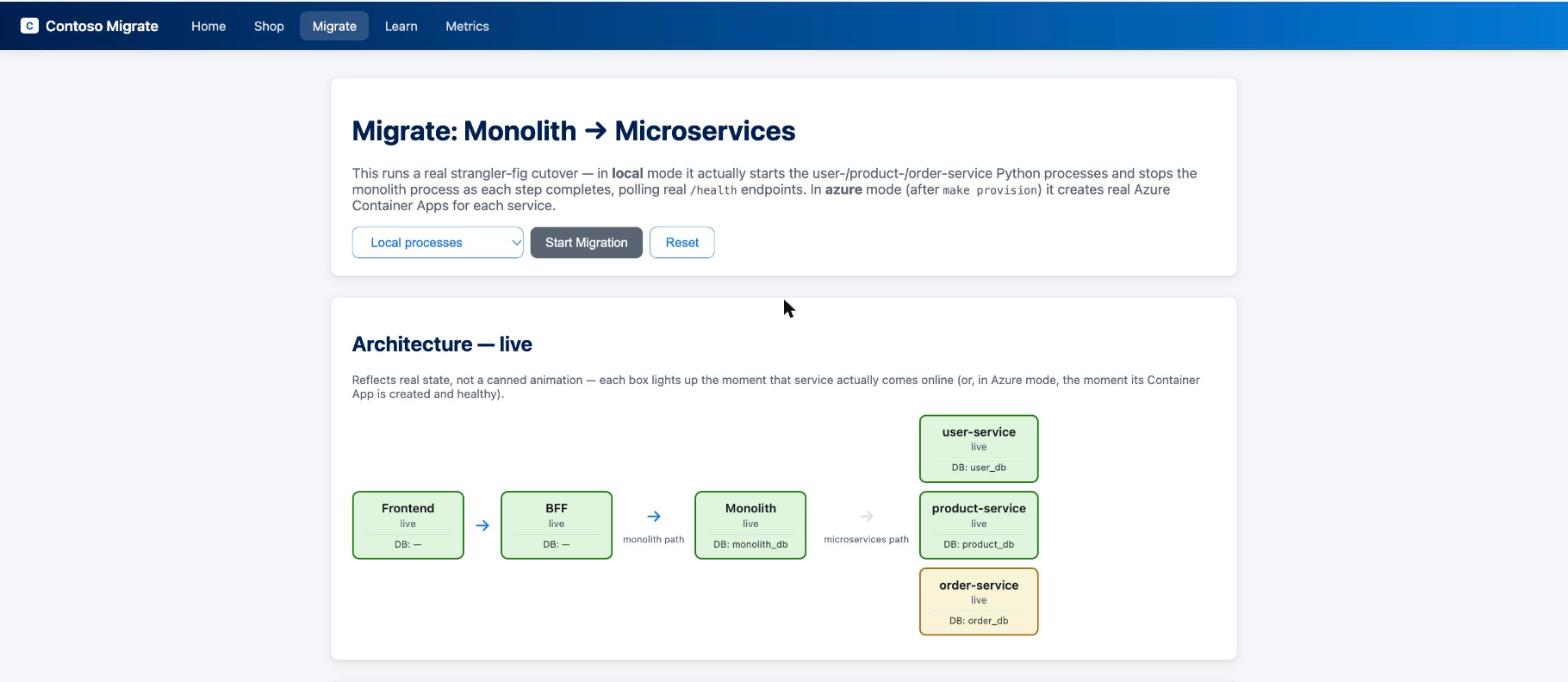 C Contoso Migrate Home Shop Migrate Learn Metrics
Migrate: Monolith → Microservices
This runs a real strangler-fig cutover — in local mode it actually starts the user-/product-/order-service Python processes and stops the
monolith process as each step completes, polling real /health endpoints. In azure mode (after make provision) it creates real Azure
Container Apps for each service.
Local processes Start Migration Reset
Architecture — live
Reflects real state, not a canned animation — each box lights up the moment that service actually comes online (or, in Azure mode, the moment its Container
App is created and healthy).
user-service
live
DB: user_db
Frontend
live
DB: —
→
BFF
live
DB: —
→
monolith path
Monolith
live
DB: monolith_db
→
microservices path
product-service
live
DB: product_db
order-service
live
DB: order_db